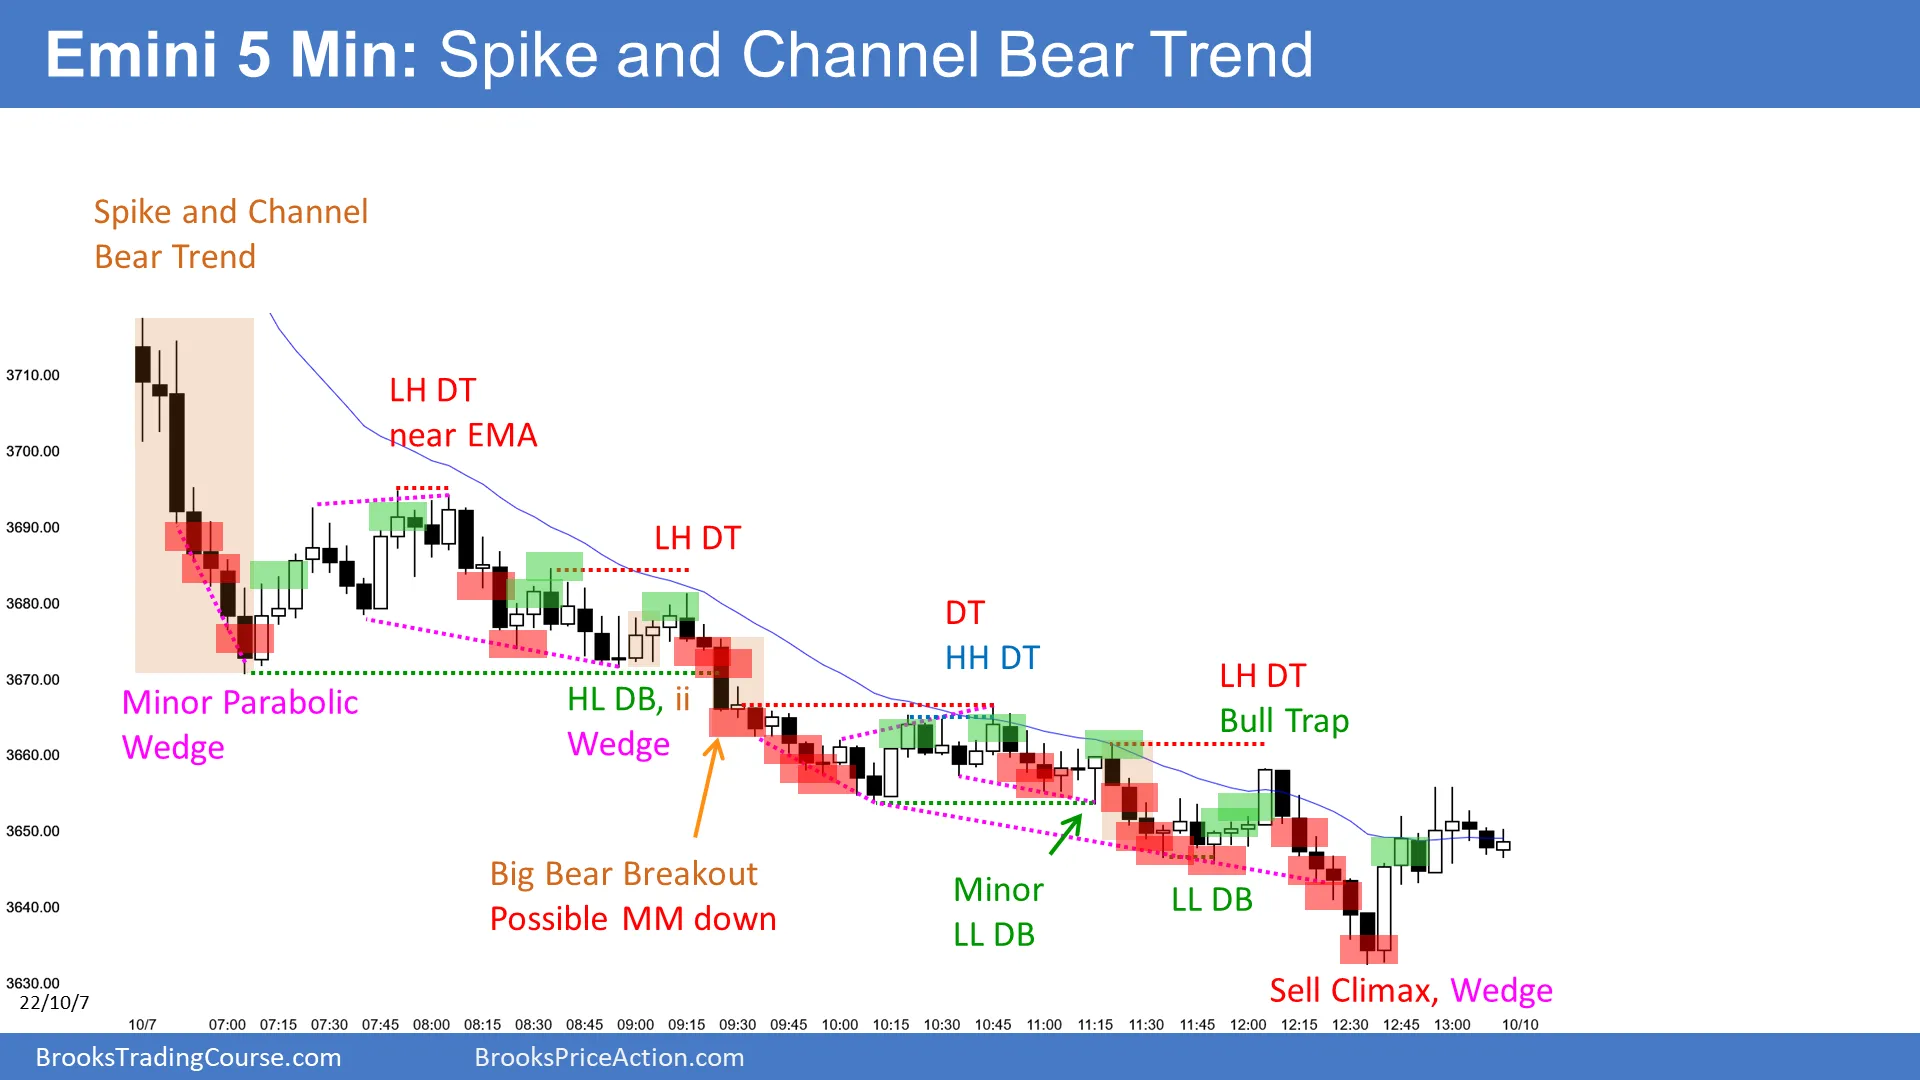 Emini 5 Min: Spike and Channel Bear Trend
Spike and Channel
Bear Trend
3710.00
3700.00
3690.00
3680.00
3670.00
3660.00
3650.00
3640.00
3630.00
LH DT
near EMA
LH DT
Minor Parabolic
Wedge
HL DB, ii
Wedge
DT
HH DT
LH DT
Bull Trap
Big Bear Breakout
Possible MM down
Minor
LL DB
LL DB
Sell Climax, Wedge
22/10/7
10/7 07:00 07:15 07:30 07:45 08:00 08:15 08:30 08:45 09:00 09:15 09:30 09:45 10:00 10:15 10:30 10:45 11:00 11:15 11:30 11:45 12:00 12:15 12:30 12:45 13:00 10/10
BrooksTradingCourse.com BrooksPriceAction.com